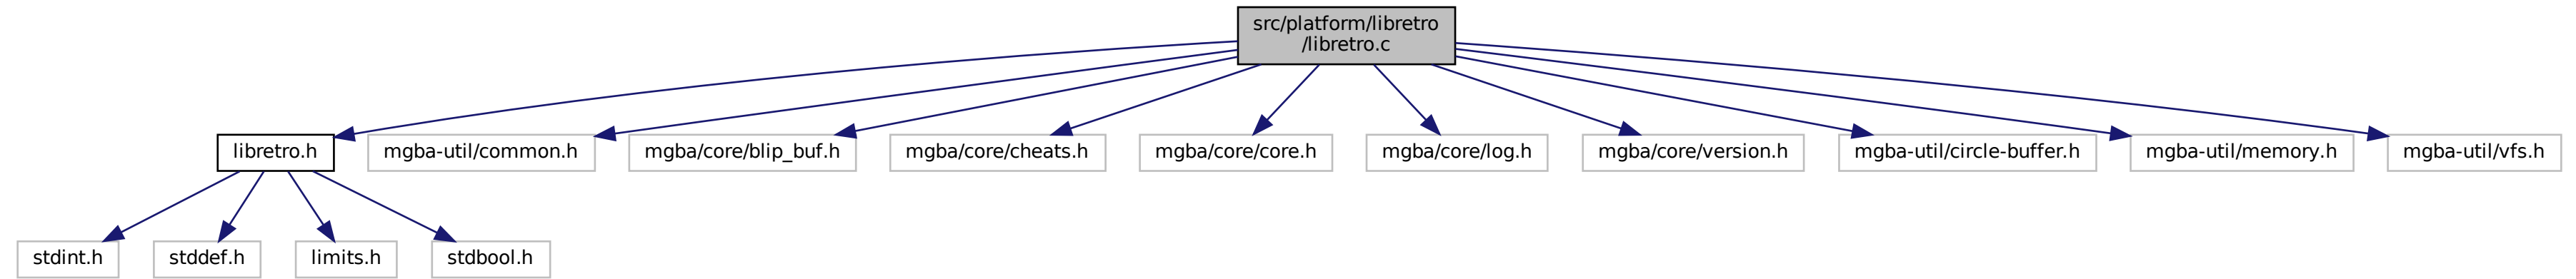 src/platform/libretro
/libretro.c
libretro.h
mgba-util/common.h
mgba/core/blip_buf.h
mgba/core/cheats.h
mgba/core/core.h
mgba/core/log.h
mgba/core/version.h
mgba-util/circle-buffer.h
mgba-util/memory.h
mgba-util/vfs.h
stdint.h
stddef.h
limits.h
stdbool.h